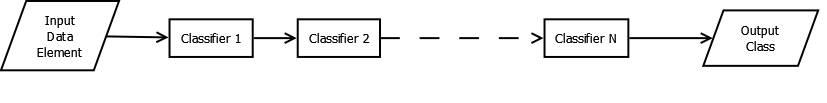 Input
Data
Element
Classifier 1
Classifier 2
Classifier N
Output
Class